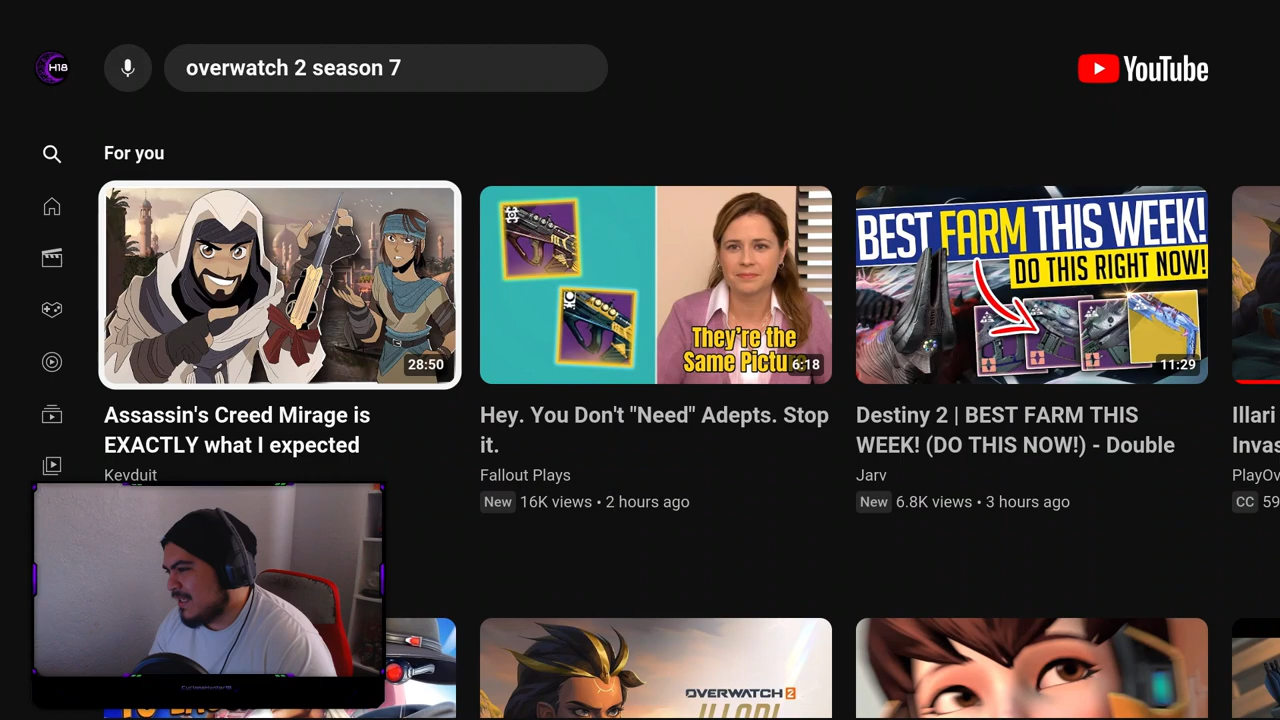 H18
overwatch 2 season 7
YouTube
For you
28:50
They're the
Same Pictu
6:18
BEST FARM THIS WEEK!
DO THIS RIGHT NOW!
11:29
Assassin's Creed Mirage is
EXACTLY what I expected
Kevduit
Hey. You Don't "Need" Adepts. Stop
it.
Fallout Plays
New 16K views • 2 hours ago
Destiny 2 | BEST FARM THIS
WEEK! (DO THIS NOW!) - Double
Jarv
New 6.8K views • 3 hours ago
Illari
Invas
PlayOv
CC 59
OVERWATCH 2
ILLARI